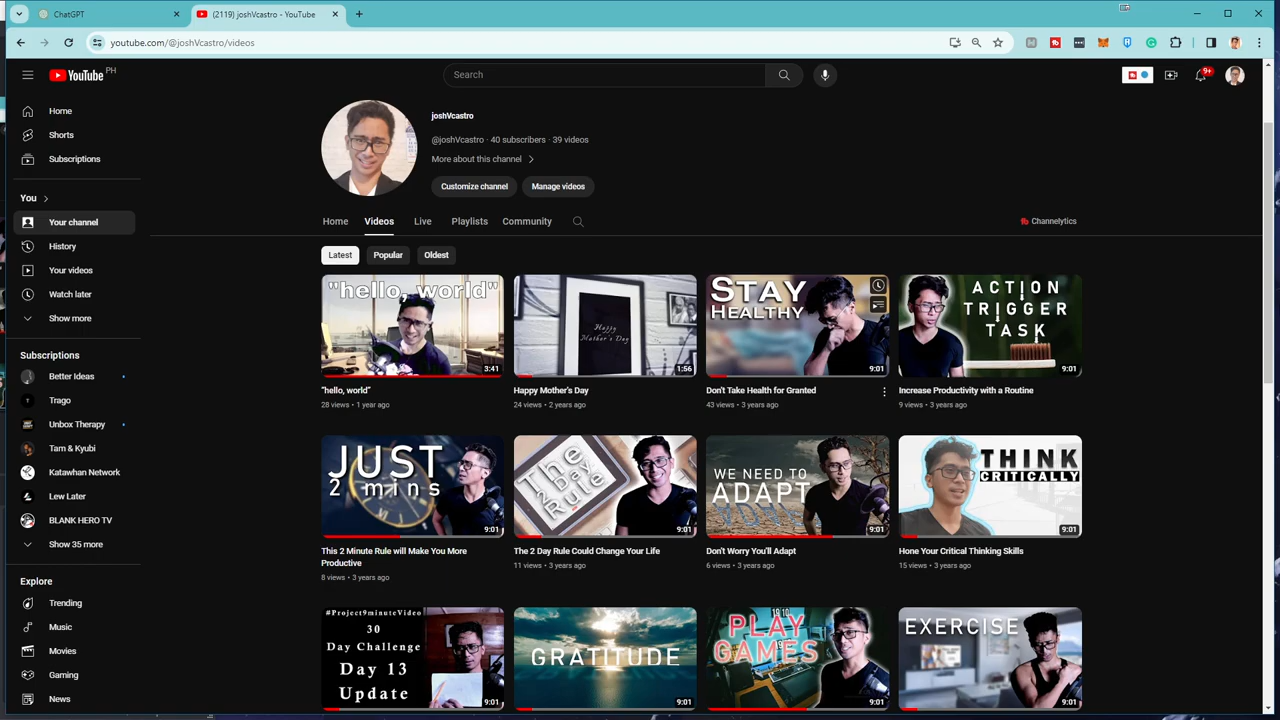 ChatGPT
(2119) joshVcastro - YouTube
youtube.com/@joshVcastro/videos
YouTube PH
Search
9+
Home
Shorts
Subscriptions
You
Your channel
History
Your videos
Watch later
Show more
Subscriptions
Better Ideas
Trago
Unbox Therapy
Tam & Kyubi
Katawhan Network
Lew Later
BLANK HERO TV
Show 35 more
Explore
Trending
Music
Movies
Gaming
News
joshVcastro
@joshVcastro · 40 subscribers · 39 videos
More about this channel
Customize channel
Manage videos
Home
Videos
Live
Playlists
Community
Channelytics
Latest
Popular
Oldest
"hello, world"
3:41
"hello, world"
28 views • 1 year ago
Happy
Mother's Day
1:56
Happy Mother's Day
24 views • 2 years ago
STAY
HEALTHY
9:01
Don't Take Health for Granted
43 views • 3 years ago
ACTION
TRIGGER
TASK
9:01
Increase Productivity with a Routine
9 views • 3 years ago
JUST
2 mins
9:01
This 2 Minute Rule will Make You More
Productive
8 views • 3 years ago
The
2 Day
Rule
9:01
The 2 Day Rule Could Change Your Life
11 views • 3 years ago
WE NEED TO
ADAPT
9:01
Don't Worry You'll Adapt
6 views • 3 years ago
THINK
CRITICALLY
9:01
Hone Your Critical Thinking Skills
15 views • 3 years ago
#Project9minuteVideo
30
Day Challenge
Day 13
Update
9:01
GRATITUDE
9:01
19:10
PLAY
GAMES
9:01
EXERCISE
9:01